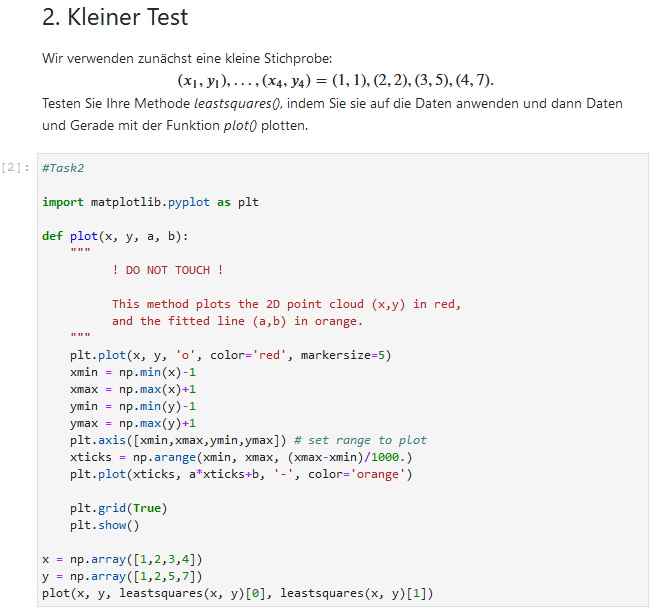 2. Kleiner Test
Wir verwenden zunächst eine kleine Stichprobe:
(x₁, y₁), . . . , (x₄, y₄) = (1, 1), (2, 2), (3, 5), (4, 7).
Testen Sie Ihre Methode leastsquares(), indem Sie sie auf die Daten anwenden und dann Daten
und Gerade mit der Funktion plot() plotten.
[2]: #Task2
import matplotlib.pyplot as plt
def plot(x, y, a, b):
    """
          ! DO NOT TOUCH !
          This method plots the 2D point cloud (x,y) in red,
          and the fitted line (a,b) in orange.
    """
    plt.plot(x, y, 'o', color='red', markersize=5)
    xmin = np.min(x)-1
    xmax = np.max(x)+1
    ymin = np.min(y)-1
    ymax = np.max(y)+1
    plt.axis([xmin,xmax,ymin,ymax]) # set range to plot
    xticks = np.arange(xmin, xmax, (xmax-xmin)/1000.)
    plt.plot(xticks, a*xticks+b, '-', color='orange')
    plt.grid(True)
    plt.show()
x = np.array([1,2,3,4])
y = np.array([1,2,5,7])
plot(x, y, leastsquares(x, y)[0], leastsquares(x, y)[1])